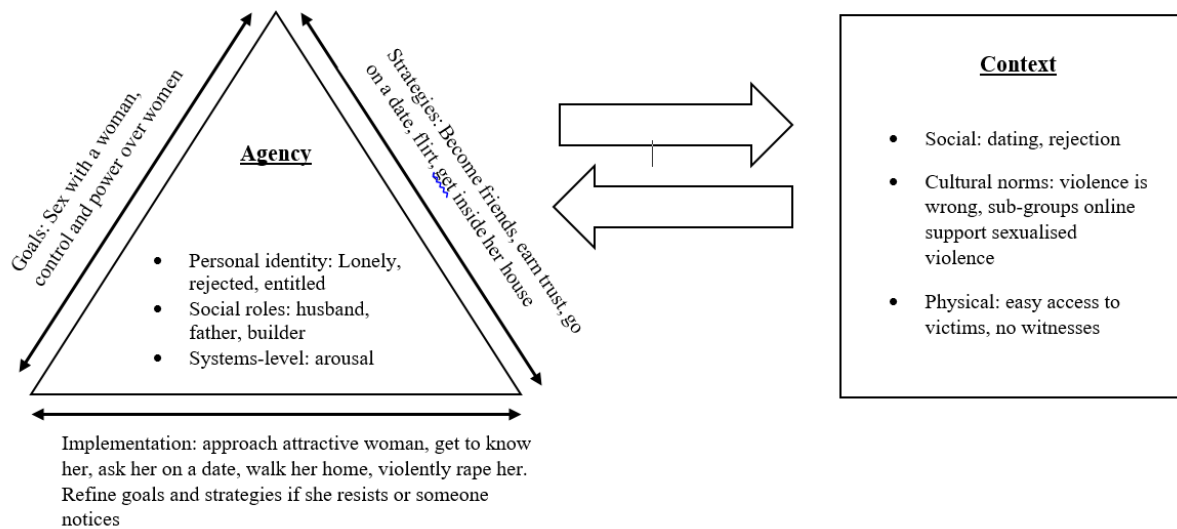 Goals: Sex with a woman,
control and power over women
Strategies: Become friends, earn trust, go
on a date, flirt, get inside her house
Agency
• Personal identity: Lonely,
rejected, entitled
• Social roles: husband,
father, builder
• Systems-level: arousal
Implementation: approach attractive woman, get to know
her, ask her on a date, walk her home, violently rape her.
Refine goals and strategies if she resists or someone
notices
Context
• Social: dating, rejection
• Cultural norms: violence is
wrong, sub-groups online
support sexualised
violence
• Physical: easy access to
victims, no witnesses